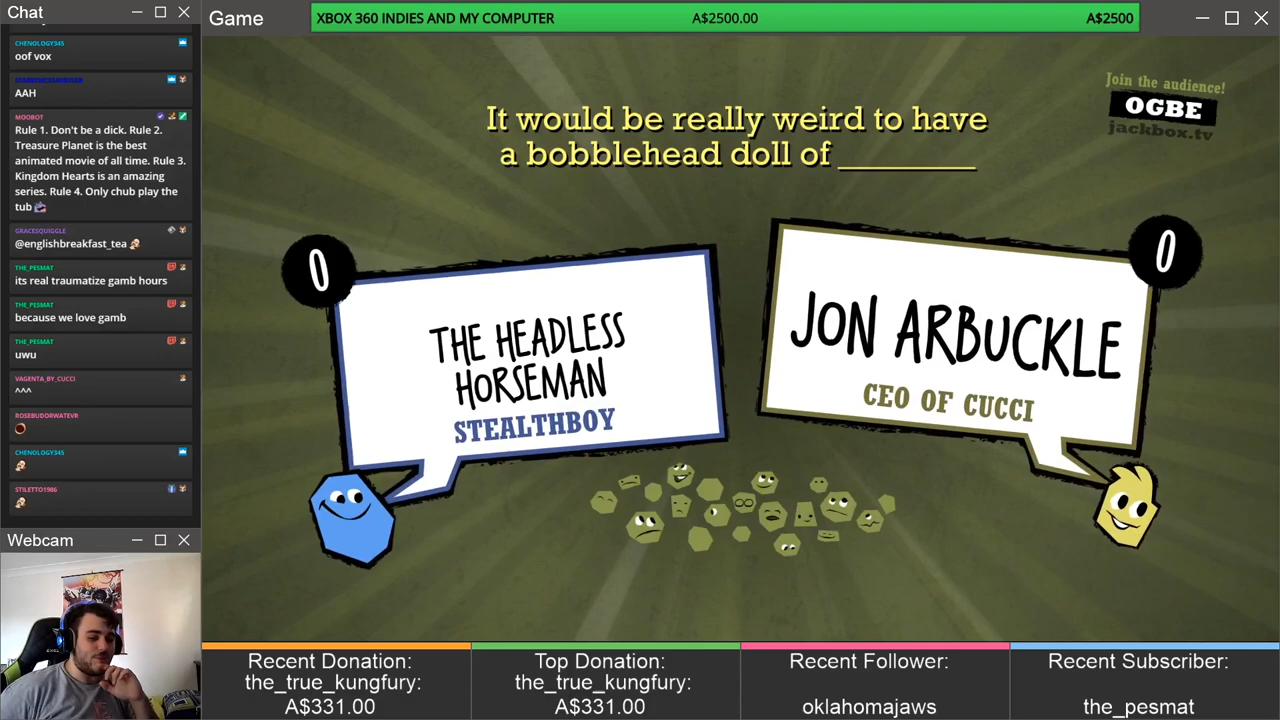 Chat
Game
XBOX 360 INDIES AND MY COMPUTER
A$2500.00
A$2500
CHENOLOGY345
oof vox
AAH
MOOBOT
Rule 1. Don't be a dick. Rule 2.
Treasure Planet is the best
animated movie of all time. Rule 3.
Kingdom Hearts is an amazing
series. Rule 4. Only chub play the
tub
GRACESQUIGGLE
@englishbreakfast_tea
THE_PESMAT
its real traumatize gamb hours
THE_PESMAT
because we love gamb
THE_PESMAT
uwu
VAGENTA_BY_CUCCI
^^^
ROSEBUDORWATEVR
CHENOLOGY345
STILETTO1986
Join the audience!
OGBE
jackbox.tv
It would be really weird to have
a bobblehead doll of ________
0
THE HEADLESS
HORSEMAN
STEALTHBOY
0
JON ARBUCKLE
CEO OF CUCCI
Webcam
Recent Donation:
the_true_kungfury:
A$331.00
Top Donation:
the_true_kungfury:
A$331.00
Recent Follower:
oklahomajaws
Recent Subscriber:
the_pesmat